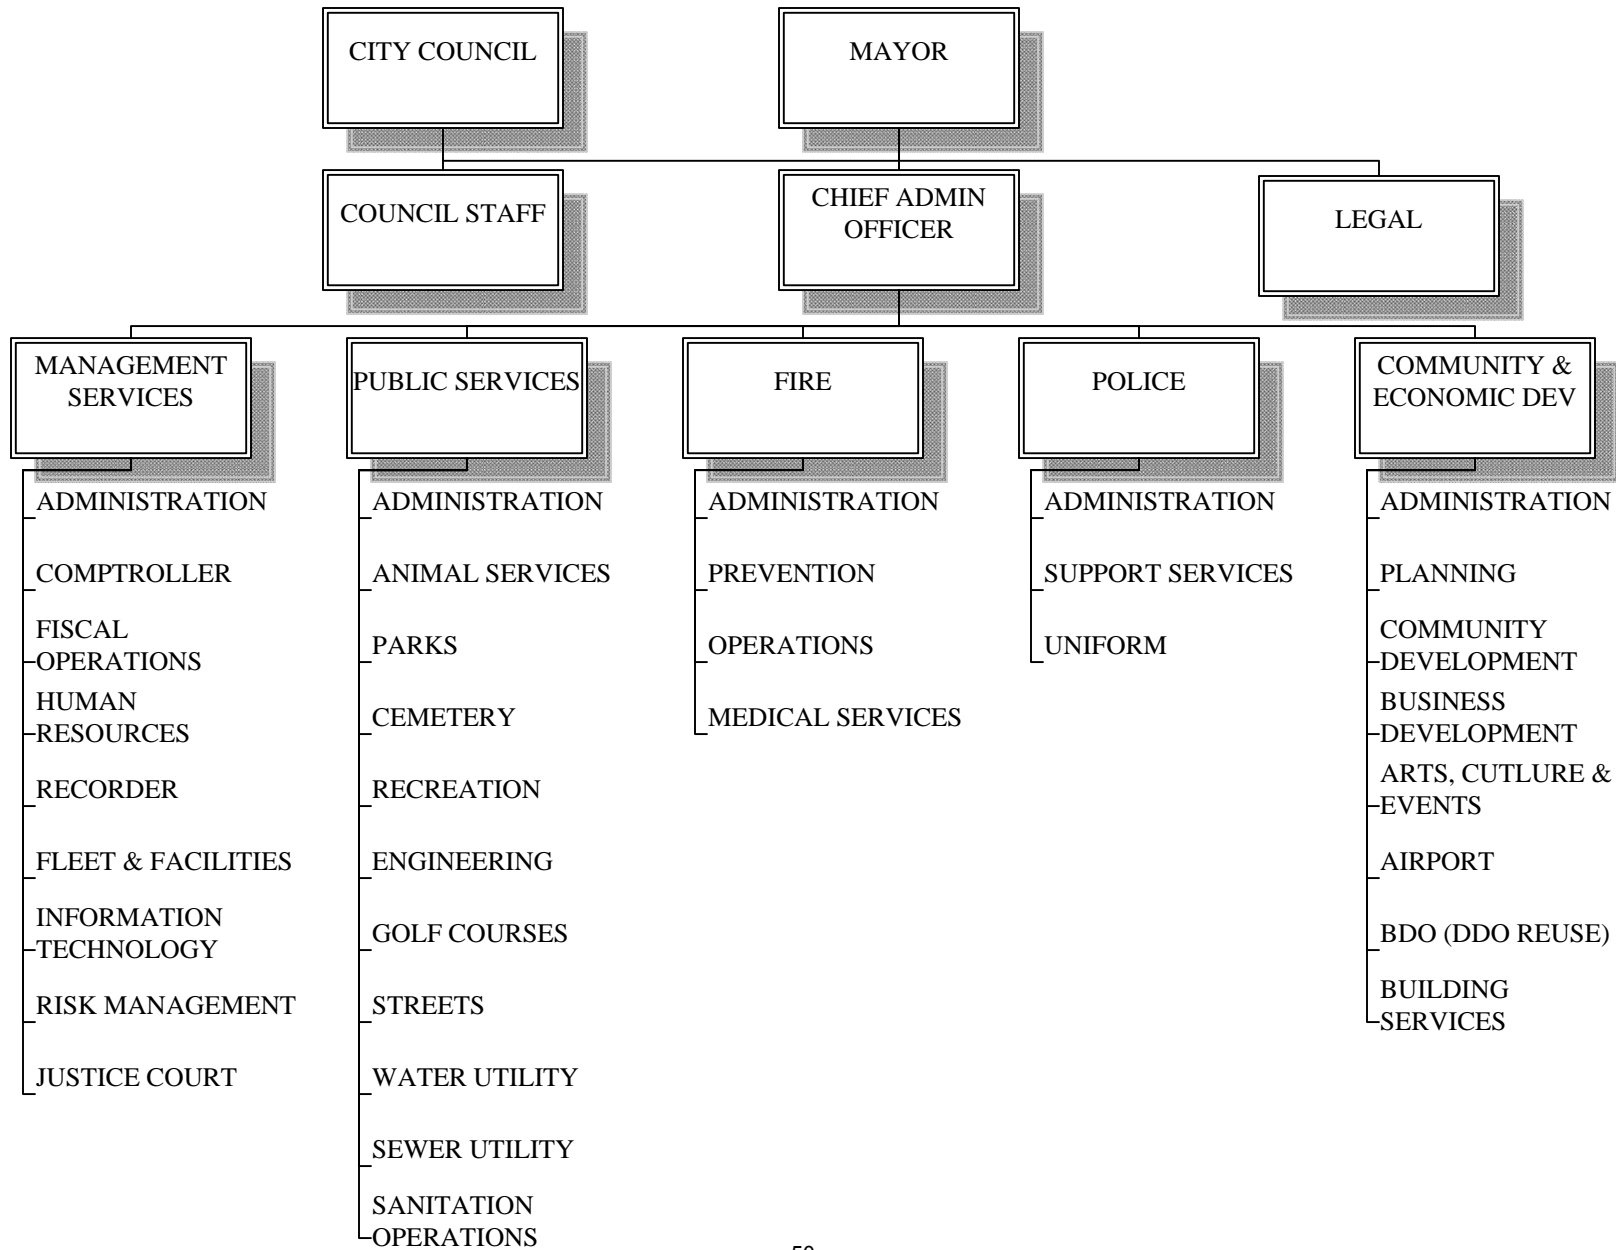 CITY COUNCIL
MAYOR
COUNCIL STAFF
CHIEF ADMIN
OFFICER
LEGAL
MANAGEMENT
SERVICES
PUBLIC SERVICES
FIRE
POLICE
COMMUNITY &
ECONOMIC DEV
ADMINISTRATION
COMPTROLLER
FISCAL
OPERATIONS
HUMAN
RESOURCES
RECORDER
FLEET & FACILITIES
INFORMATION
TECHNOLOGY
RISK MANAGEMENT
JUSTICE COURT
ADMINISTRATION
ANIMAL SERVICES
PARKS
CEMETERY
RECREATION
ENGINEERING
GOLF COURSES
STREETS
WATER UTILITY
SEWER UTILITY
SANITATION
OPERATIONS
ADMINISTRATION
PREVENTION
OPERATIONS
MEDICAL SERVICES
ADMINISTRATION
SUPPORT SERVICES
UNIFORM
ADMINISTRATION
PLANNING
COMMUNITY
DEVELOPMENT
BUSINESS
DEVELOPMENT
ARTS, CUTLURE &
EVENTS
AIRPORT
BDO (DDO REUSE)
BUILDING
SERVICES